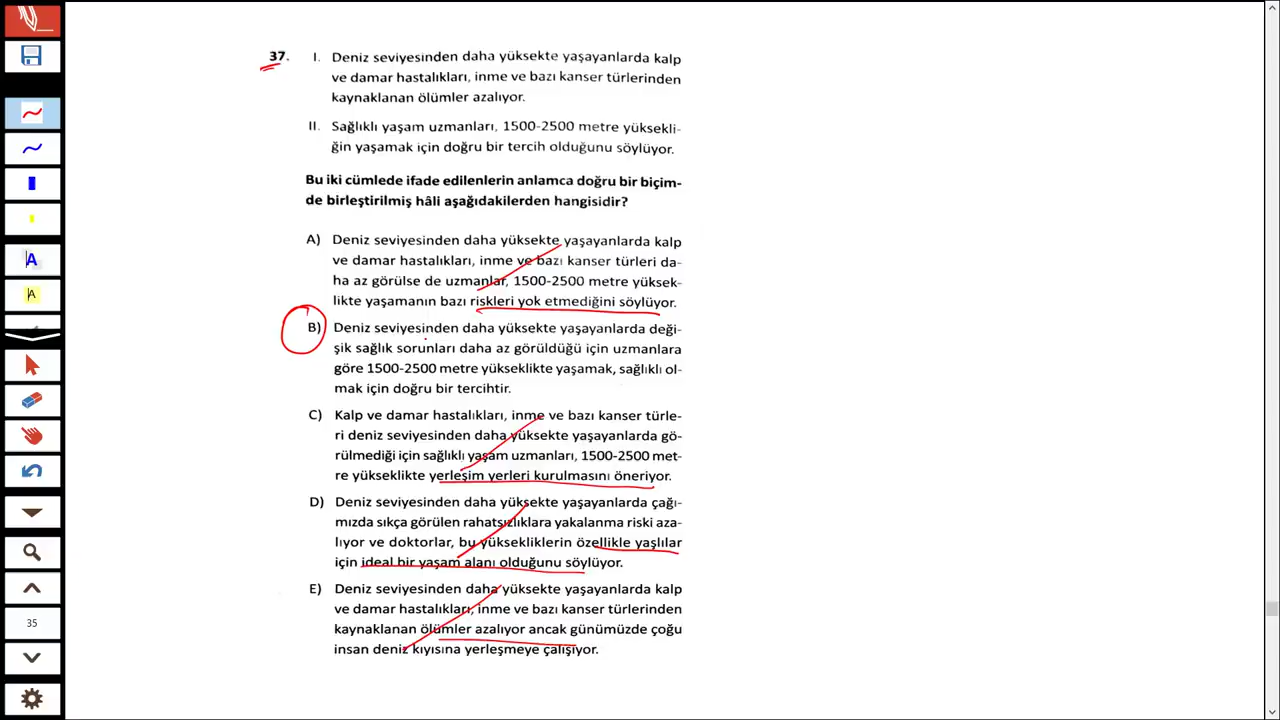 37. I. Deniz seviyesinden daha yüksekte yaşayanlarda kalp
ve damar hastalıkları, inme ve bazı kanser türlerinden
kaynaklanan ölümler azalıyor.
II. Sağlıklı yaşam uzmanları, 1500-2500 metre yüksekli-
ğin yaşamak için doğru bir tercih olduğunu söylüyor.
Bu iki cümlede ifade edilenlerin anlamca doğru bir biçim-
de birleştirilmiş hâli aşağıdakilerden hangisidir?
A) Deniz seviyesinden daha yüksekte yaşayanlarda kalp
ve damar hastalıkları, inme ve bazı kanser türleri da-
ha az görülse de uzmanlar, 1500-2500 metre yüksek-
likte yaşamanın bazı riskleri yok etmediğini söylüyor.
B) Deniz seviyesinden daha yüksekte yaşayanlarda deği-
şik sağlık sorunları daha az görüldüğü için uzmanlara
göre 1500-2500 metre yükseklikte yaşamak, sağlıklı ol-
mak için doğru bir tercihtir.
C) Kalp ve damar hastalıkları, inme ve bazı kanser türle-
ri deniz seviyesinden daha yüksekte yaşayanlarda gö-
rülmediği için sağlıklı yaşam uzmanları, 1500-2500 met-
re yükseklikte yerleşim yerleri kurulmasını öneriyor.
D) Deniz seviyesinden daha yüksekte yaşayanlarda çağı-
mızda sıkça görülen rahatsızlıklara yakalanma riski aza-
lıyor ve doktorlar, bu yüksekliklerin özellikle yaşlılar
için ideal bir yaşam alanı olduğunu söylüyor.
E) Deniz seviyesinden daha yüksekte yaşayanlarda kalp
ve damar hastalıkları, inme ve bazı kanser türlerinden
kaynaklanan ölümler azalıyor ancak günümüzde çoğu
insan deniz kıyısına yerleşmeye çalışıyor.
A
A
35